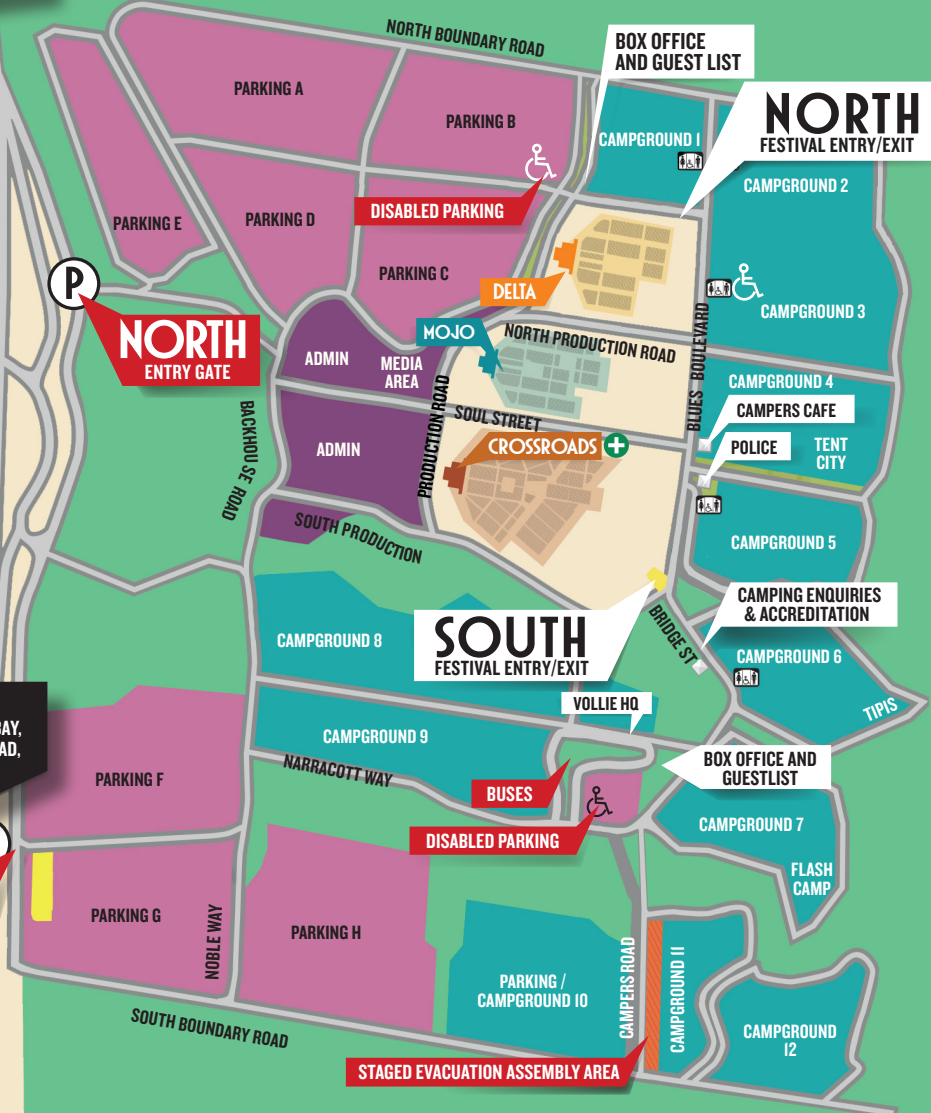 NORTH BOUNDARY ROAD
BOX OFFICE
AND GUEST LIST
NORTH
FESTIVAL ENTRY/EXIT
PARKING A
PARKING B
CAMPGROUND 1
CAMPGROUND 2
DISABLED PARKING
PARKING E
PARKING D
PARKING C
DELTA
CAMPGROUND 3
P
NORTH
ENTRY GATE
MOJO
NORTH PRODUCTION ROAD
BLUES BOULEVARD
ADMIN
MEDIA
AREA
CAMPGROUND 4
CAMPERS CAFE
SOUL STREET
PRODUCTION ROAD
BACKHOUSE ROAD
ADMIN
CROSSROADS
POLICE
TENT
CITY
SOUTH PRODUCTION
CAMPGROUND 5
CAMPING ENQUIRIES
& ACCREDITATION
CAMPGROUND 8
SOUTH
FESTIVAL ENTRY/EXIT
BRIDGE ST
CAMPGROUND 6
TIPIS
VOLLIE HQ
BAY,
AD,
CAMPGROUND 9
NARRACOTT WAY
BOX OFFICE AND
GUESTLIST
PARKING F
BUSES
DISABLED PARKING
CAMPGROUND 7
FLASH
CAMP
PARKING G
NOBLE WAY
PARKING H
PARKING /
CAMPGROUND 10
CAMPERS ROAD
CAMPGROUND 11
CAMPGROUND
12
SOUTH BOUNDARY ROAD
STAGED EVACUATION ASSEMBLY AREA